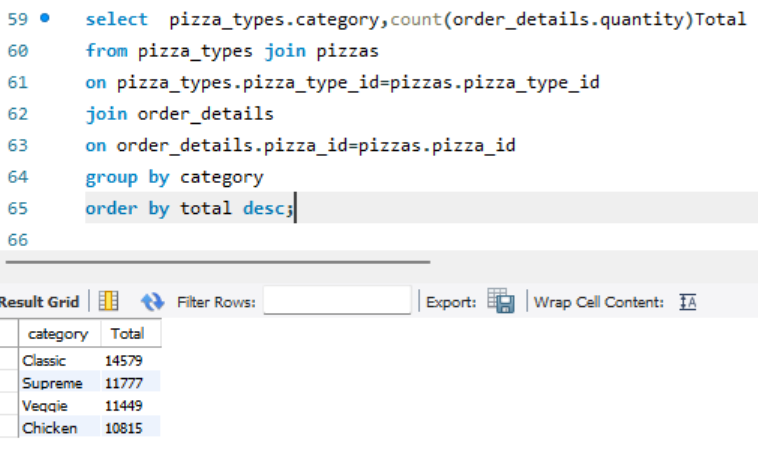 59 select pizza_types.category,count(order_details.quantity)Total
60 from pizza_types join pizzas
61 on pizza_types.pizza_type_id=pizzas.pizza_type_id
62 join order_details
63 on order_details.pizza_id=pizzas.pizza_id
64 group by category
65 order by total desc;
66
Result Grid Filter Rows: Export: Wrap Cell Content: IA
category Total
Classic 14579
Supreme 11777
Veggie 11449
Chicken 10815